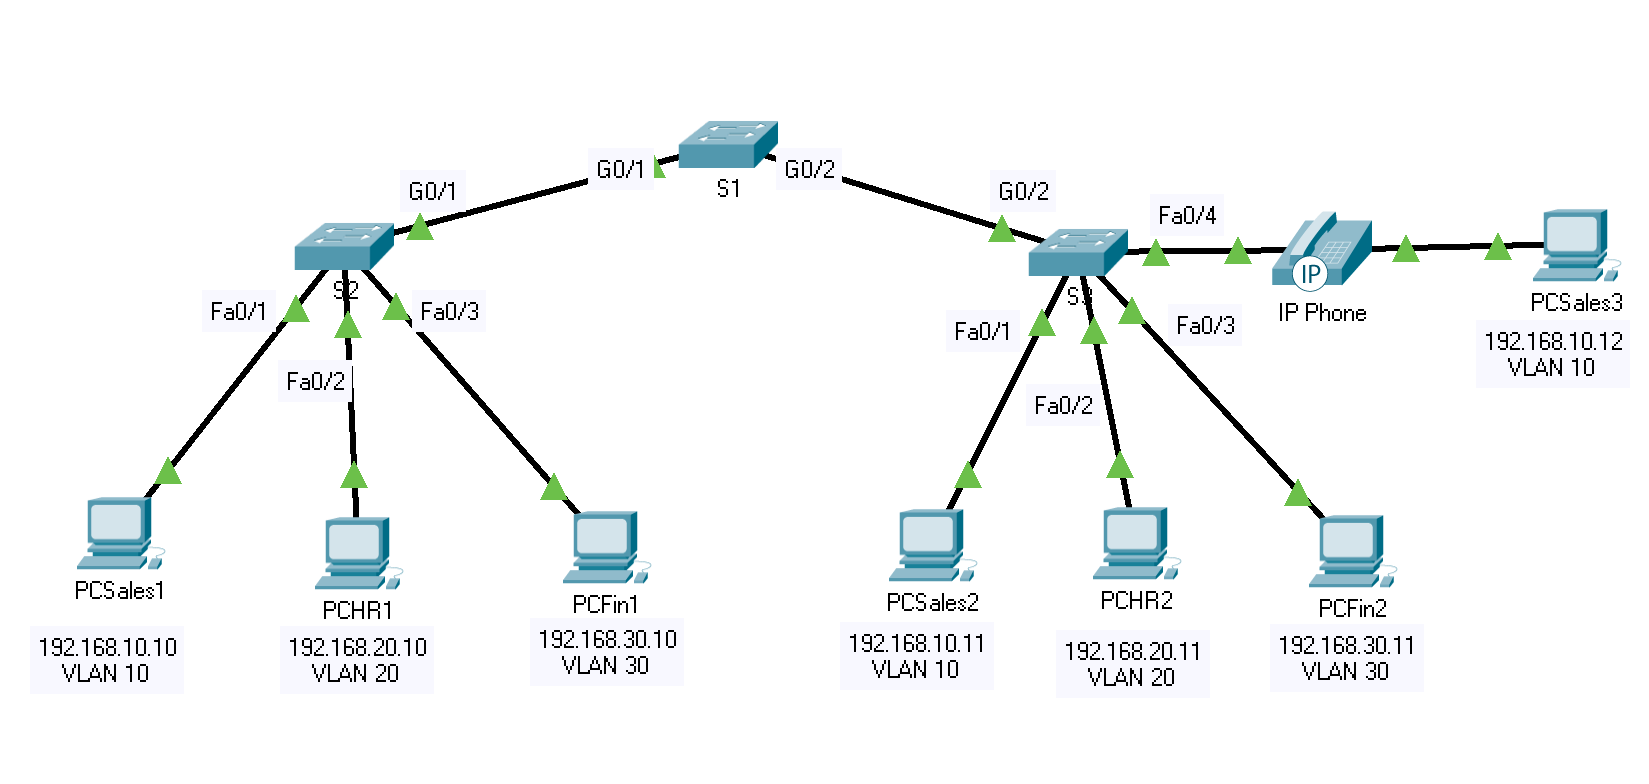 G0/1
G0/1
S1
G0/2
G0/2
Fa0/4
IP
IP Phone
PCSales3
192.168.10.12
VLAN 10
S2
Fa0/1
Fa0/2
Fa0/3
S3
Fa0/1
Fa0/2
Fa0/3
PCSales1
192.168.10.10
VLAN 10
PCHR1
192.168.20.10
VLAN 20
PCFin1
192.168.30.10
VLAN 30
PCSales2
192.168.10.11
VLAN 10
PCHR2
192.168.20.11
VLAN 20
PCFin2
192.168.30.11
VLAN 30